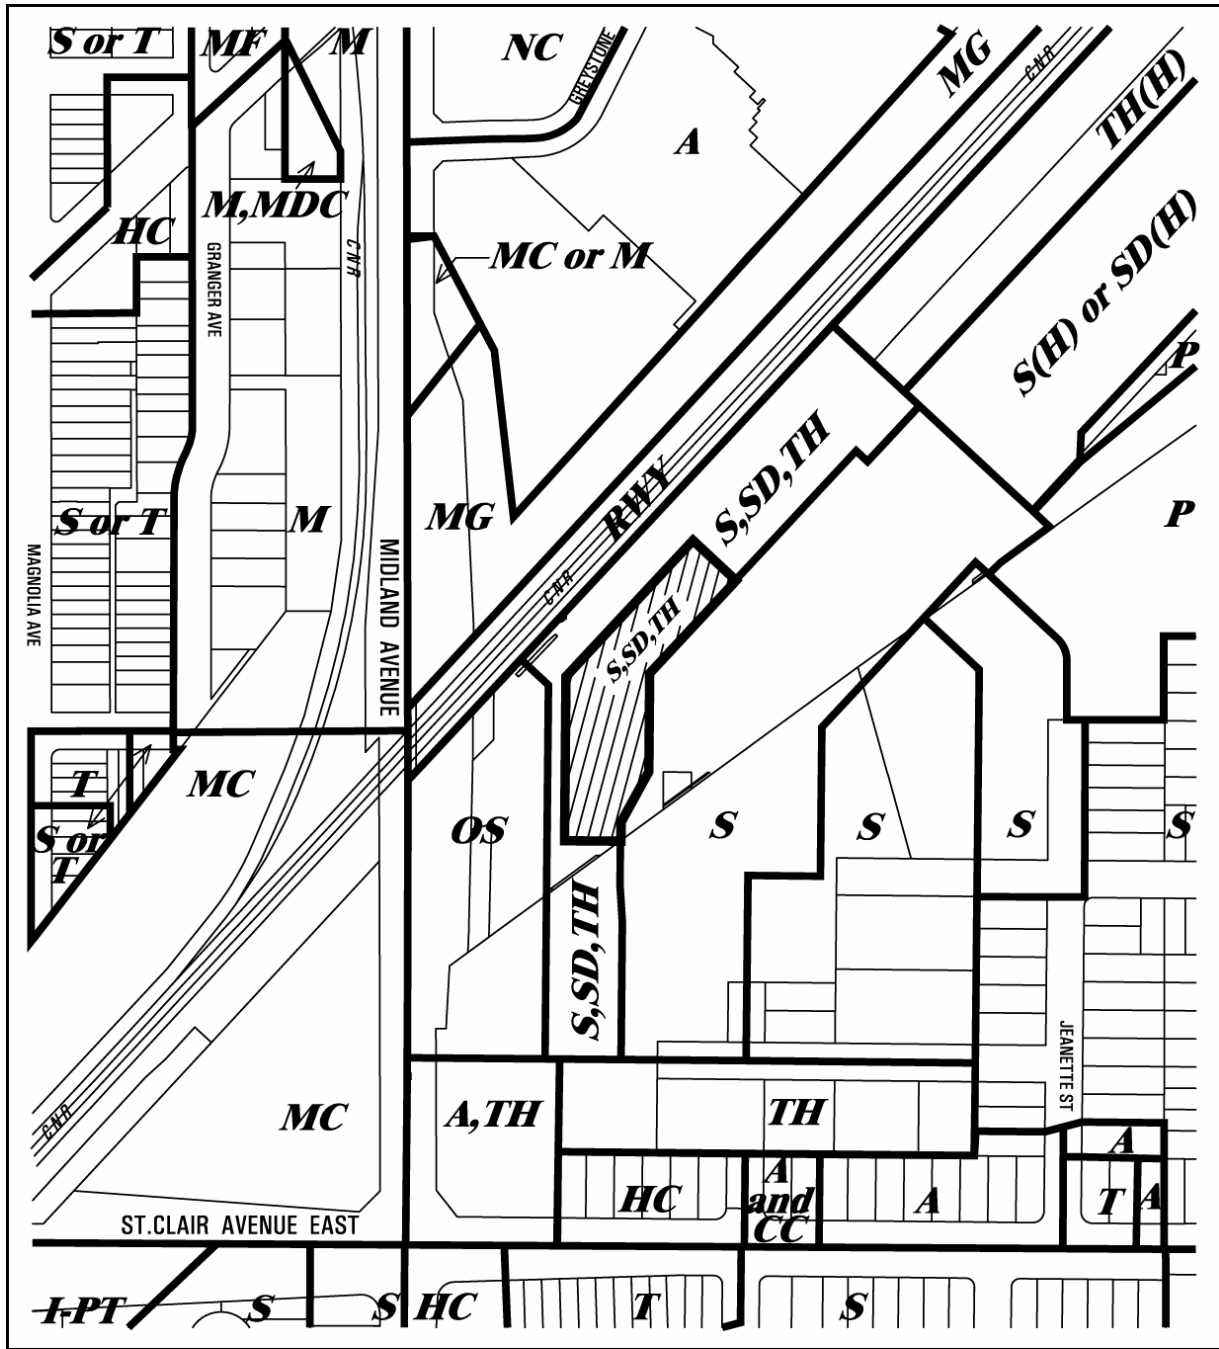 S or T
MF
M
NC
GREYSTONE
MG
CNR
TH(H)
A
M,MDC
HC
GRANGER AVE
CNR
MC or M
S(H) or SD(H)
P
S or T
M
MG
RWY
S,SD,TH
P
MAGNOLIA AVE
MIDLAND AVENUE
CNR
S,SD,TH
T
MC
S or
T
OS
S
S
S
S
S,SD,TH
JEANETTE ST
CNR
MC
A,TH
TH
A
HC
A
and
CC
A
T
A
ST.CLAIR AVENUE EAST
I-PT
S
S
HC
T
S